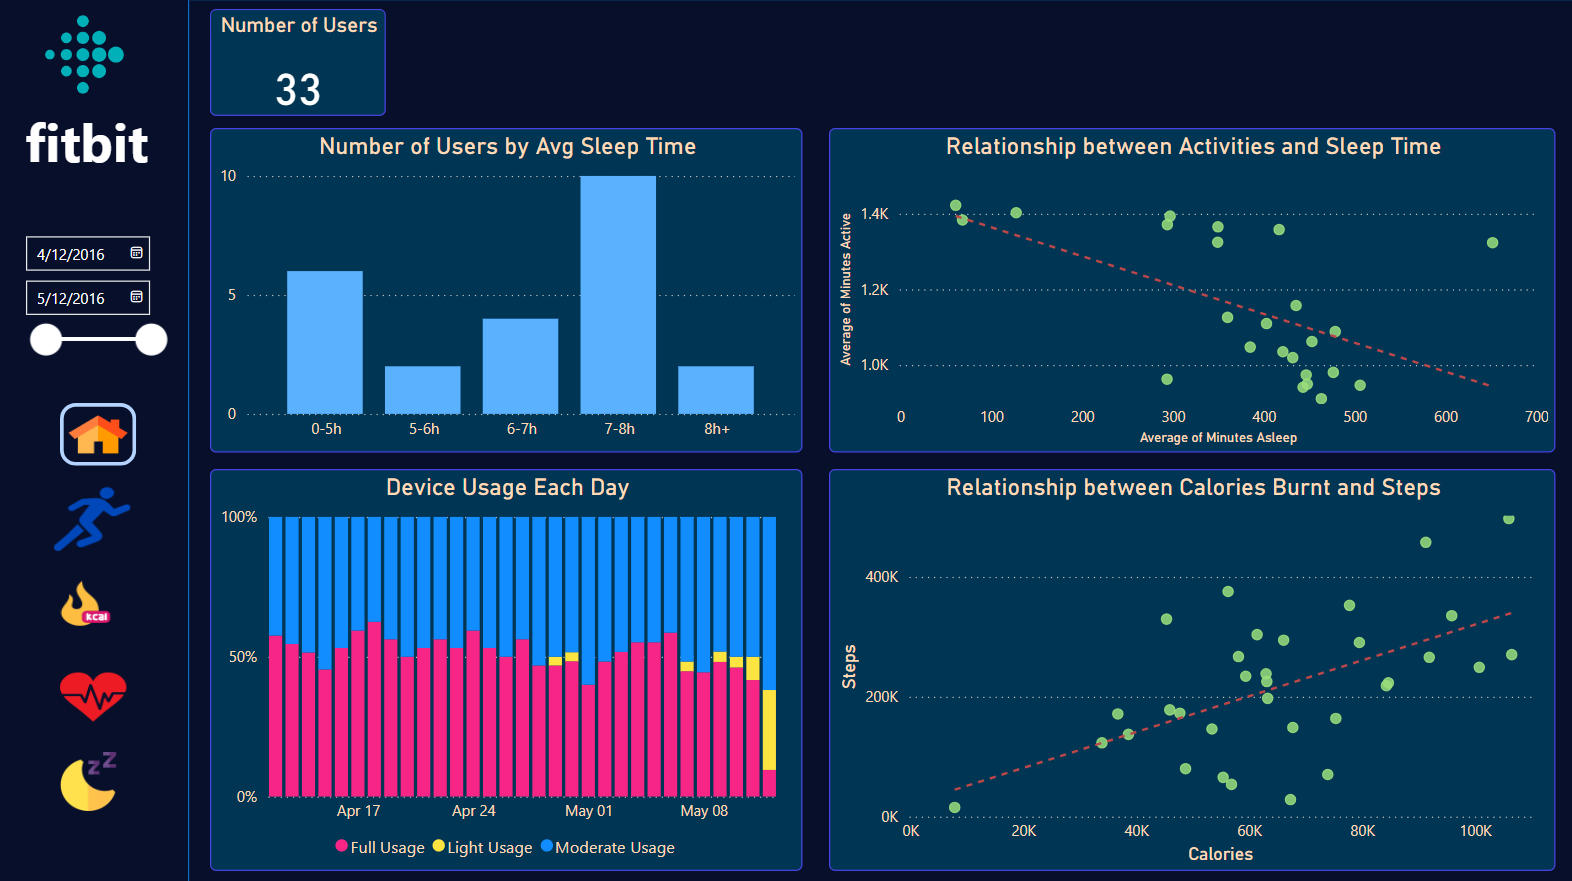 fitbit
4/12/2016
5/12/2016
kcal
z z
Number of Users
33
Number of Users by Avg Sleep Time
10
5
0
0-5h 5-6h 6-7h 7-8h 8h+
Relationship between Activities and Sleep Time
Average of Minutes Active
1.4K
1.2K
1.0K
0 100 200 300 400 500 600 700
Average of Minutes Asleep
Device Usage Each Day
100%
50%
0%
Apr 17 Apr 24 May 01 May 08
Full Usage Light Usage Moderate Usage
Relationship between Calories Burnt and Steps
Steps
400K
200K
0K
0K 20K 40K 60K 80K 100K
Calories